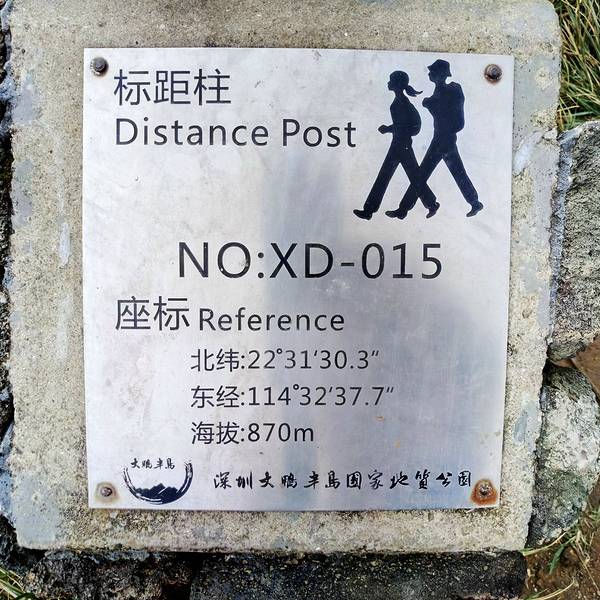 标距柱
Distance Post
NO:XD-015
座标 Reference
北纬:22°31'30.3"
东经:114°32'37.7"
海拔:870m
大鹏半岛
深圳大鹏半島国家地質公园